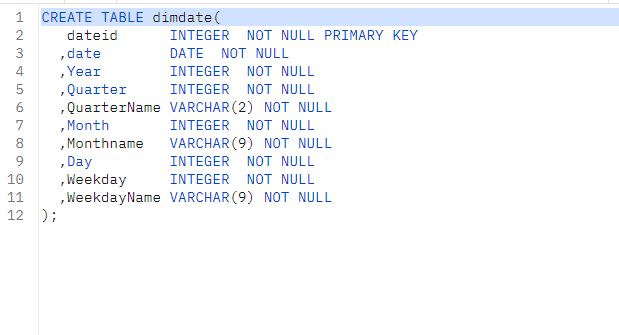 1 CREATE TABLE dimdate(
2    dateid      INTEGER  NOT NULL PRIMARY KEY
3   ,date        DATE  NOT NULL
4   ,Year        INTEGER  NOT NULL
5   ,Quarter     INTEGER  NOT NULL
6   ,QuarterName VARCHAR(2) NOT NULL
7   ,Month       INTEGER  NOT NULL
8   ,Monthname   VARCHAR(9) NOT NULL
9   ,Day         INTEGER  NOT NULL
10   ,Weekday     INTEGER  NOT NULL
11   ,WeekdayName VARCHAR(9) NOT NULL
12 );